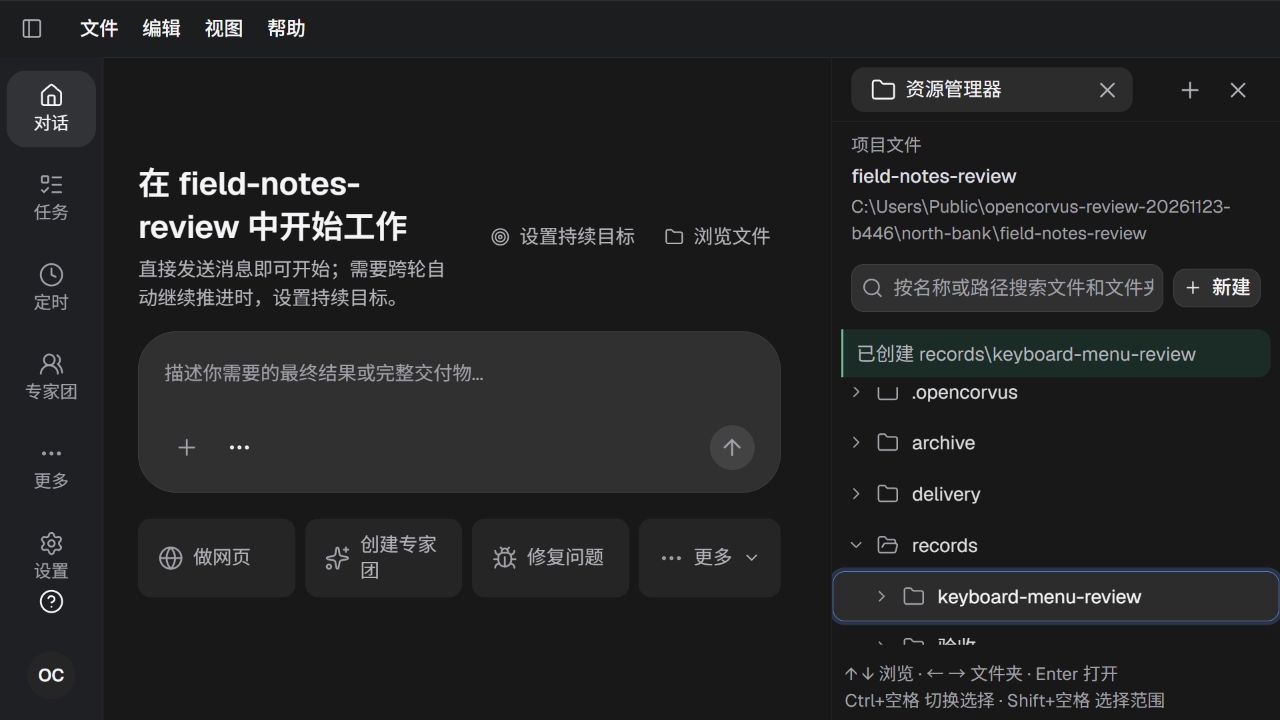 文件 编辑 视图 帮助
对话
任务
定时
专家团
更多
设置
OC
在 field-notes-
review 中开始工作
直接发送消息即可开始；需要跨轮自
动继续推进时，设置持续目标。
设置持续目标
浏览文件
描述你需要的最终结果或完整交付物...
做网页
创建专家
团
修复问题
更多
资源管理器
项目文件
field-notes-review
C:\Users\Public\opencorvus-review-20261123-
b446\north-bank\field-notes-review
按名称或路径搜索文件和文件夹
新建
已创建 records\keyboard-menu-review
.opencorvus
archive
delivery
records
keyboard-menu-review
验收
↑↓ 浏览 · ← → 文件夹 · Enter 打开
Ctrl+空格 切换选择 · Shift+空格 选择范围